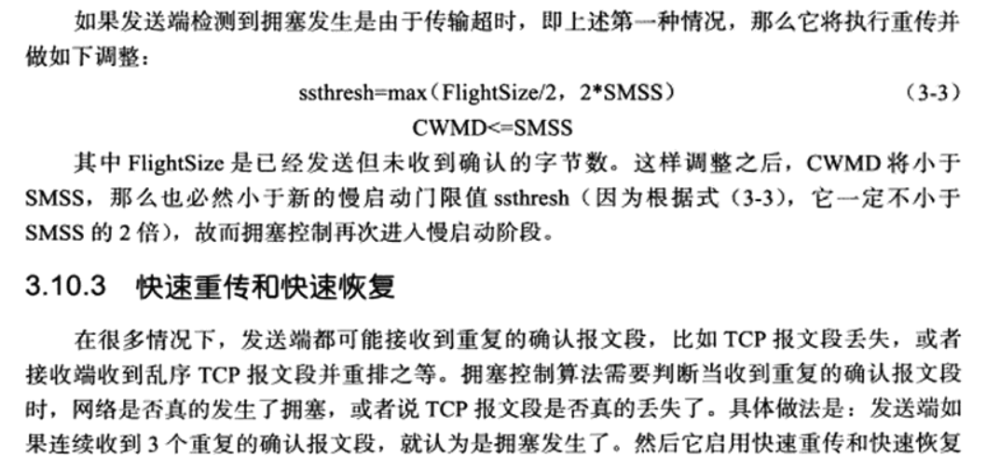 如果发送端检测到拥塞发生是由于传输超时，即上述第一种情况，那么它将执行重传并
做如下调整：
ssthresh=max（FlightSize/2，2*SMSS） （3-3）
CWMD<=SMSS
其中 FlightSize 是已经发送但未收到确认的字节数。这样调整之后，CWMD 将小于
SMSS，那么也必然小于新的慢启动门限值 ssthresh（因为根据式（3-3），它一定不小于
SMSS 的 2 倍），故而拥塞控制再次进入慢启动阶段。
3.10.3 快速重传和快速恢复
在很多情况下，发送端都可能接收到重复的确认报文段，比如 TCP 报文段丢失，或者
接收端收到乱序 TCP 报文段并重排之等。拥塞控制算法需要判断当收到重复的确认报文段
时，网络是否真的发生了拥塞，或者说 TCP 报文段是否真的丢失了。具体做法是：发送端如
果连续收到 3 个重复的确认报文段，就认为是拥塞发生了。然后它启用快速重传和快速恢复